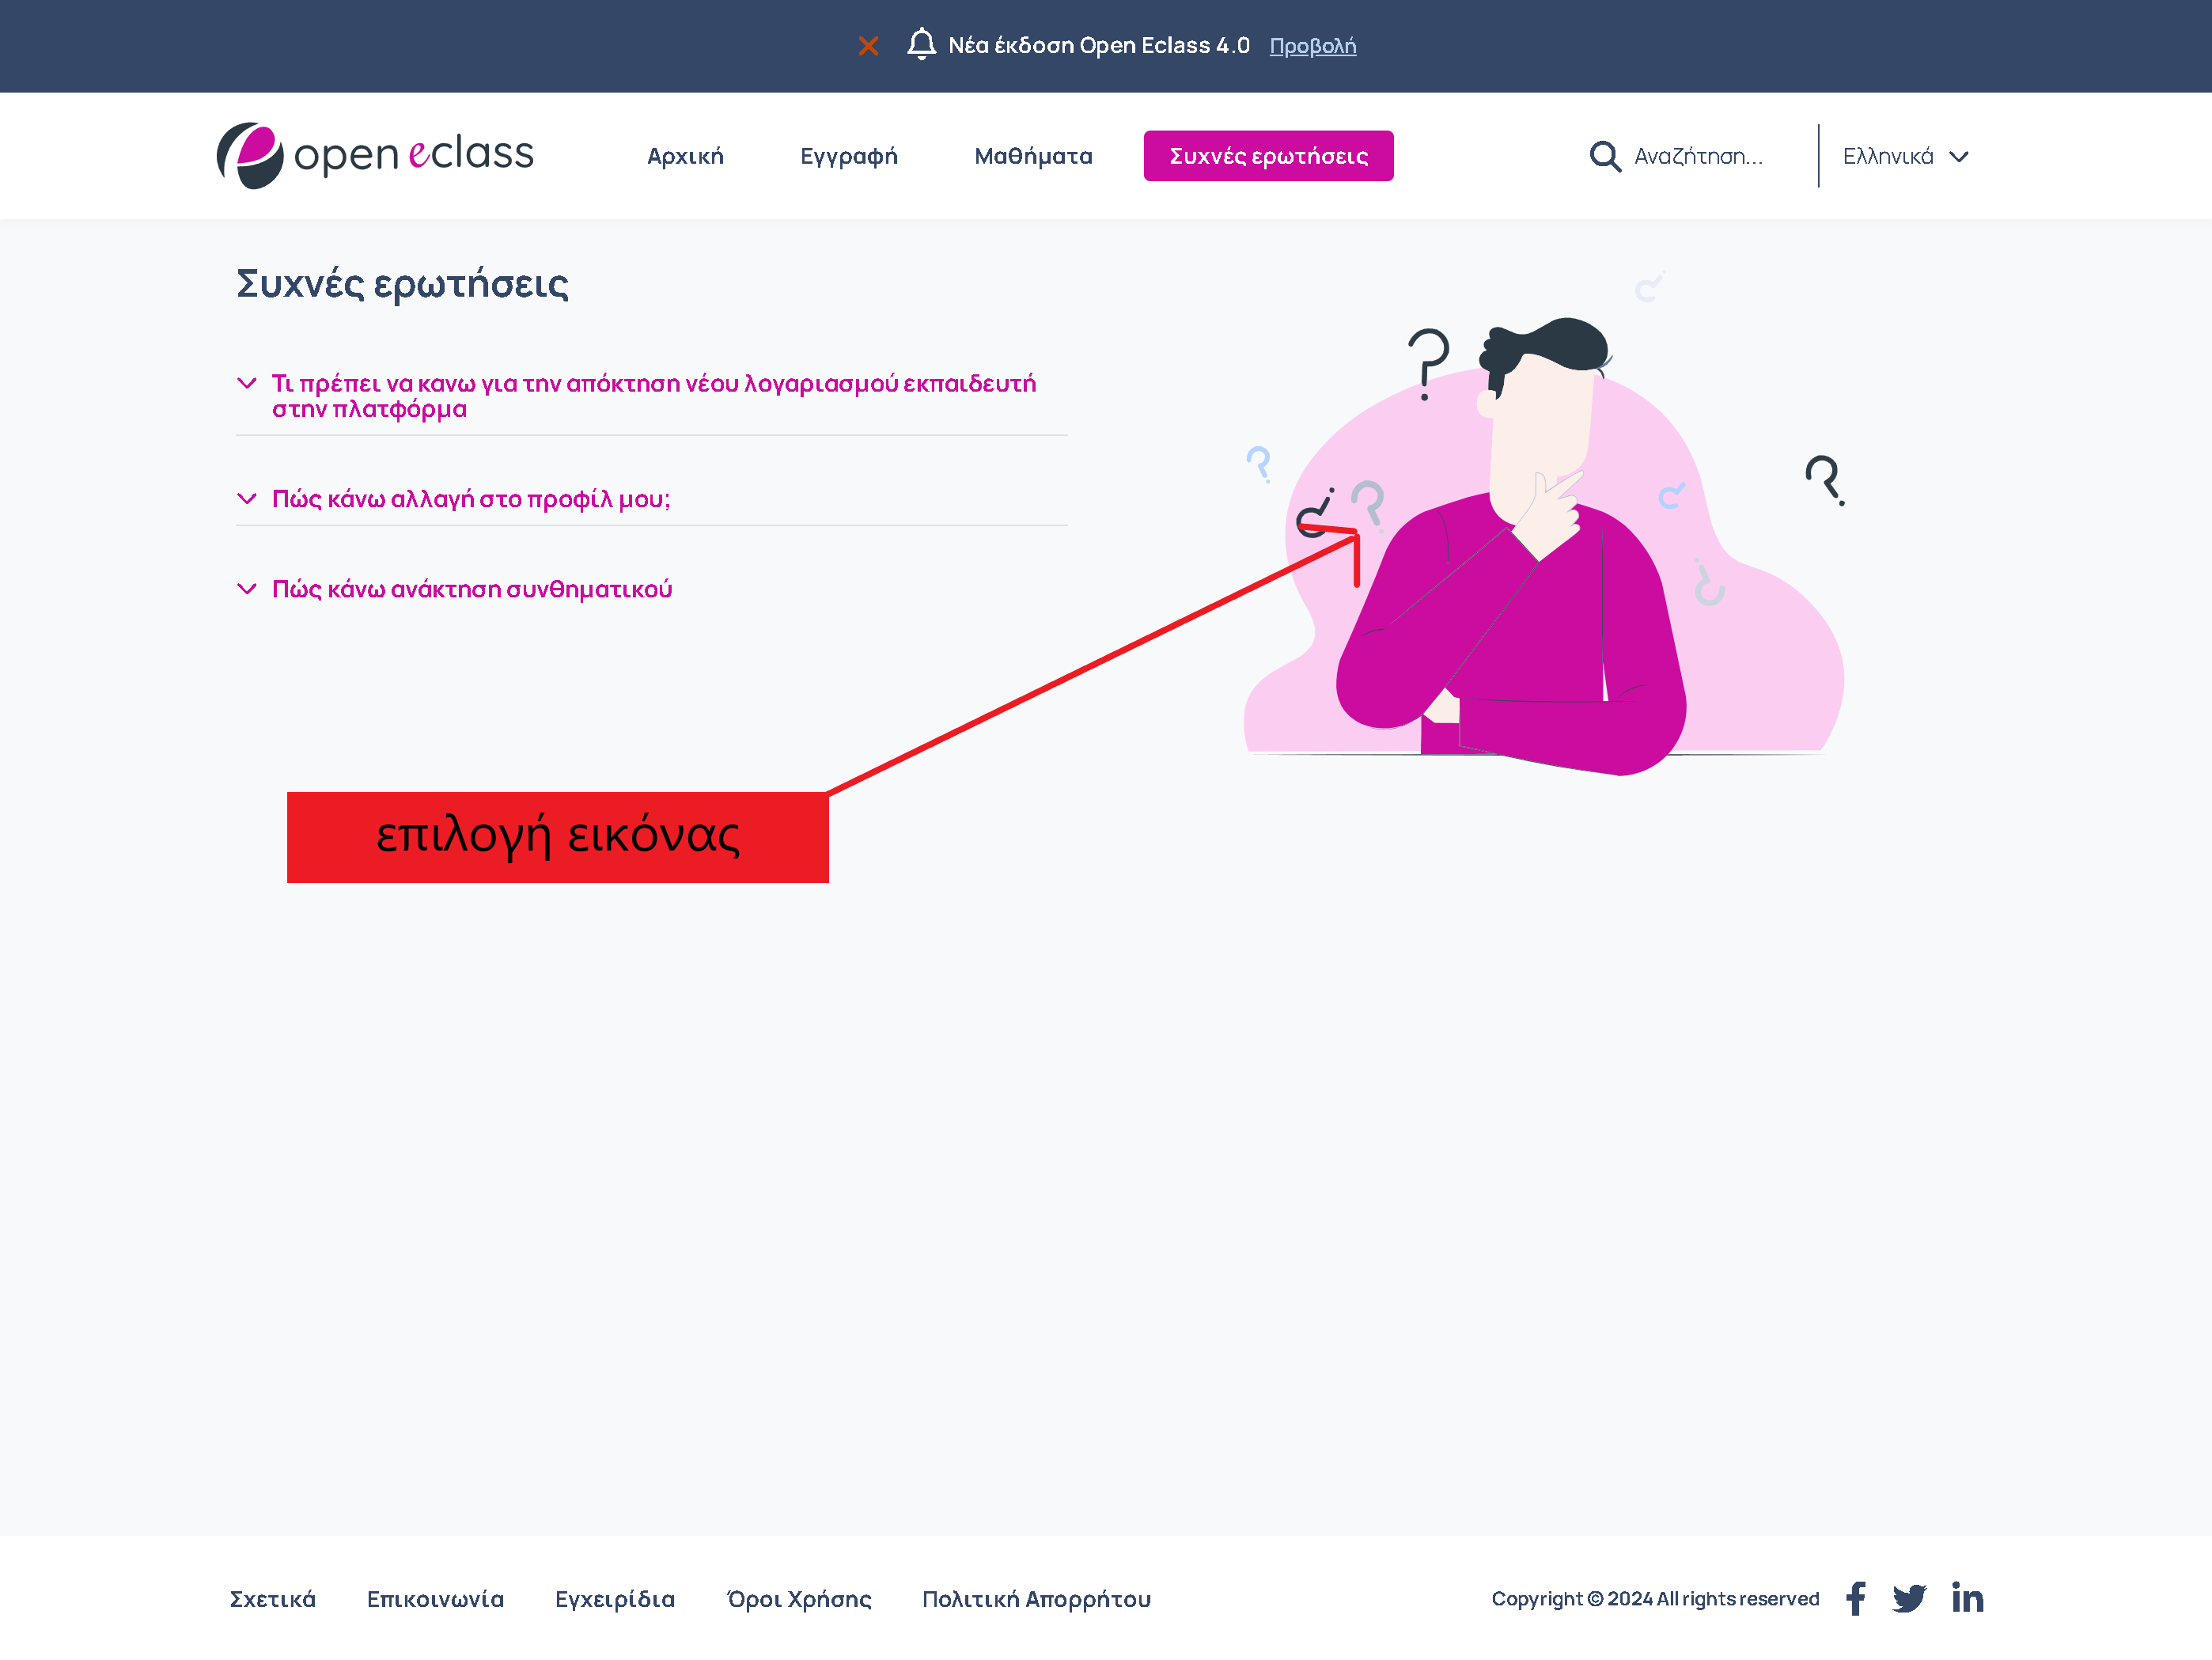 Νέα έκδοση Open Eclass 4.0 Προβολή
open eclass
Αρχική Εγγραφή Μαθήματα Συχνές ερωτήσεις Αναζήτηση... Ελληνικά
Συχνές ερωτήσεις
Τι πρέπει να κανω για την απόκτηση νέου λογαριασμού εκπαιδευτή
στην πλατφόρμα
Πώς κάνω αλλαγή στο προφίλ μου;
Πώς κάνω ανάκτηση συνθηματικού
επιλογή εικόνας
Σχετικά Επικοινωνία Εγχειρίδια Όροι Χρήσης Πολιτική Απορρήτου Copyright © 2024 All rights reserved